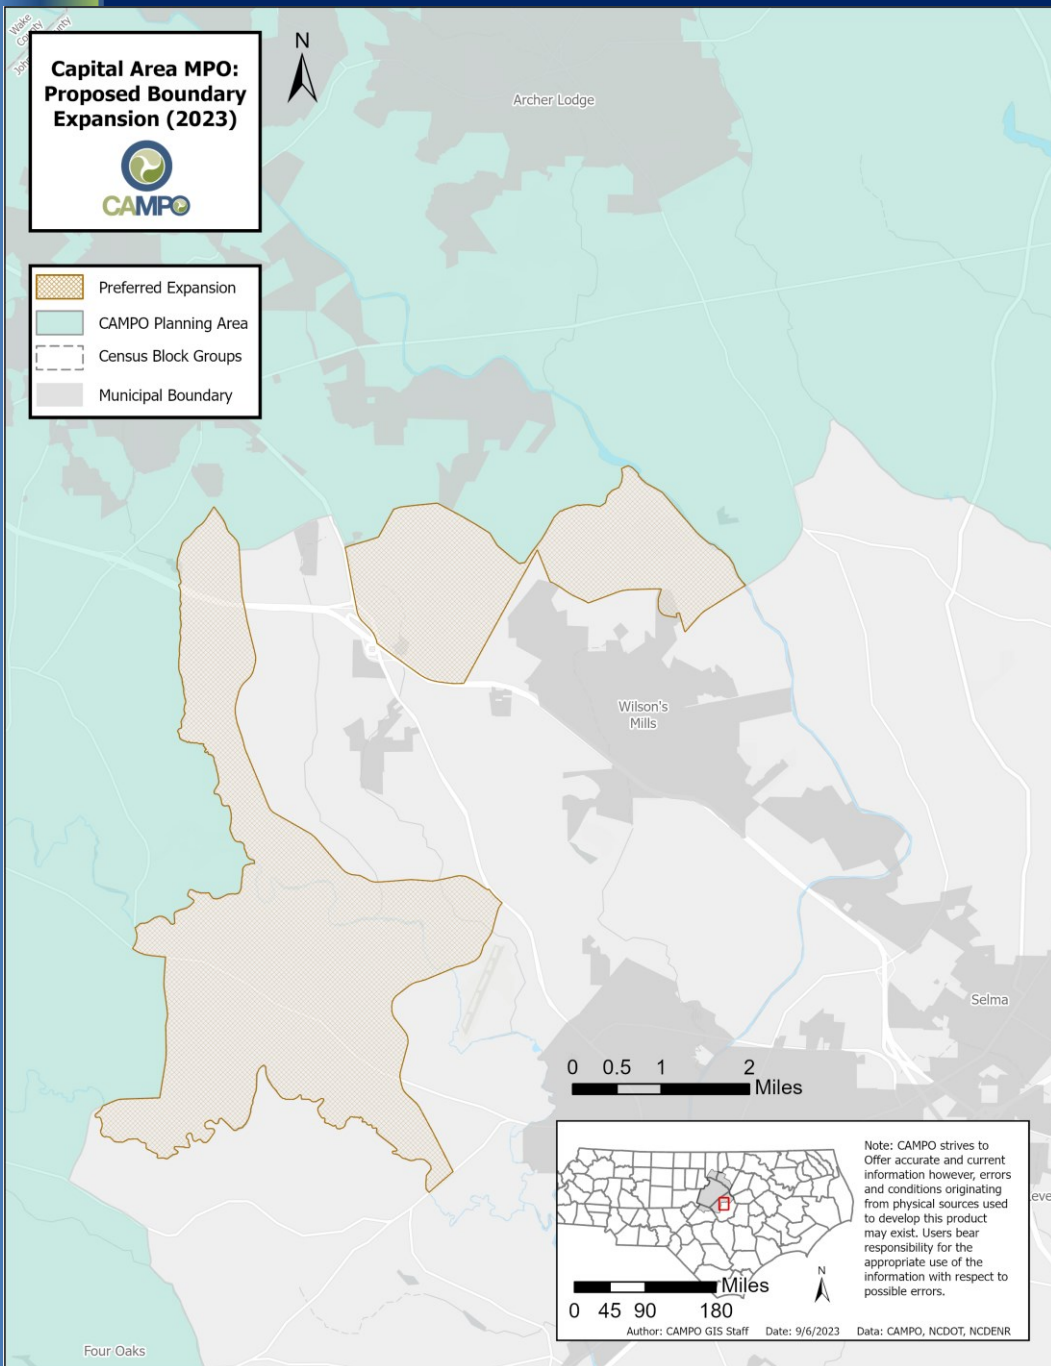 Wake
County
Capital Area MPO:
Proposed Boundary
Expansion (2023)
CAMPO
N
Archer Lodge
Preferred Expansion
CAMPO Planning Area
Census Block Groups
Municipal Boundary
Wilson's
Mills
Selma
0 0.5 1 2
Miles
Note: CAMPO strives to
Offer accurate and current
information however, errors
and conditions originating
from physical sources used
to develop this product
may exist. Users bear
responsibility for the
appropriate use of the
information with respect to
possible errors.
N
Miles
0 45 90 180
Author: CAMPO GIS Staff Date: 9/6/2023 Data: CAMPO, NCDOT, NCDENR
Four Oaks